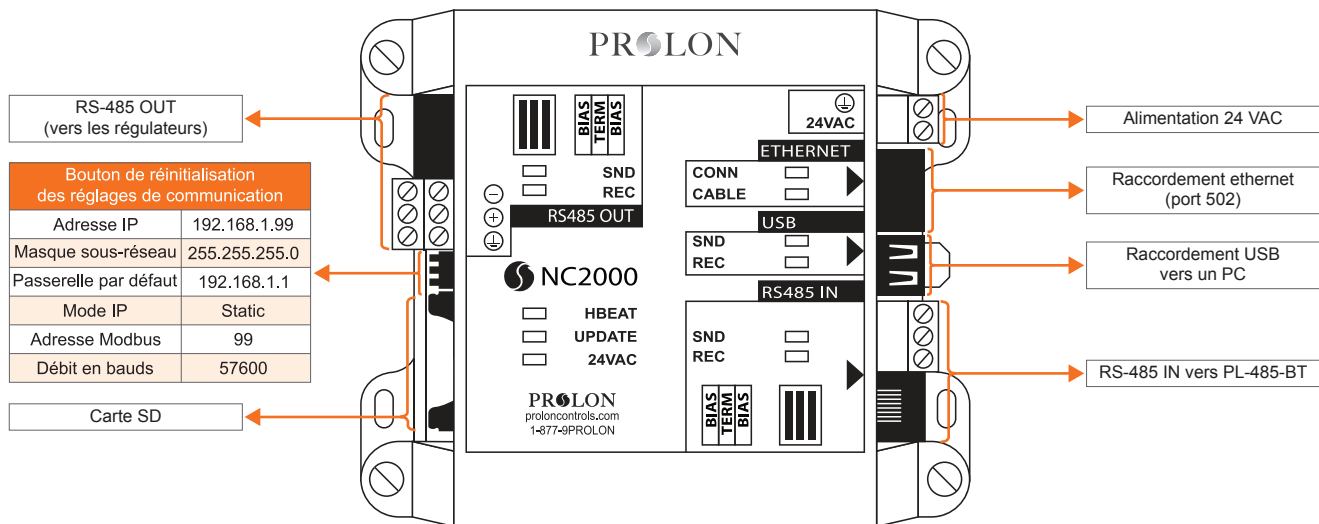 PROLON
RS-485 OUT
(vers les régulateurs)
Bouton de réinitialisation
des réglages de communication
Adresse IP 192.168.1.99
Masque sous-réseau 255.255.255.0
Passerelle par défaut 192.168.1.1
Mode IP Static
Adresse Modbus 99
Débit en bauds 57600
Carte SD
BIAS
TERM
BIAS
SND
REC
RS485 OUT
NC2000
HBEAT
UPDATE
24VAC
PROLON
proloncontrols.com
1-877-9PROLON
24VAC
ETHERNET
CONN
CABLE
USB
SND
REC
RS485 IN
SND
REC
BIAS
TERM
BIAS
Alimentation 24 VAC
Raccordement ethernet
(port 502)
Raccordement USB
vers un PC
RS-485 IN vers PL-485-BT